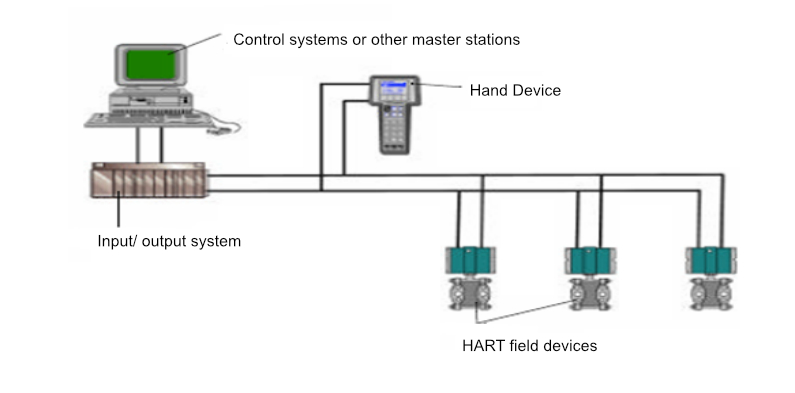 Control systems or other master stations
Hand Device
Input/ output system
HART field devices